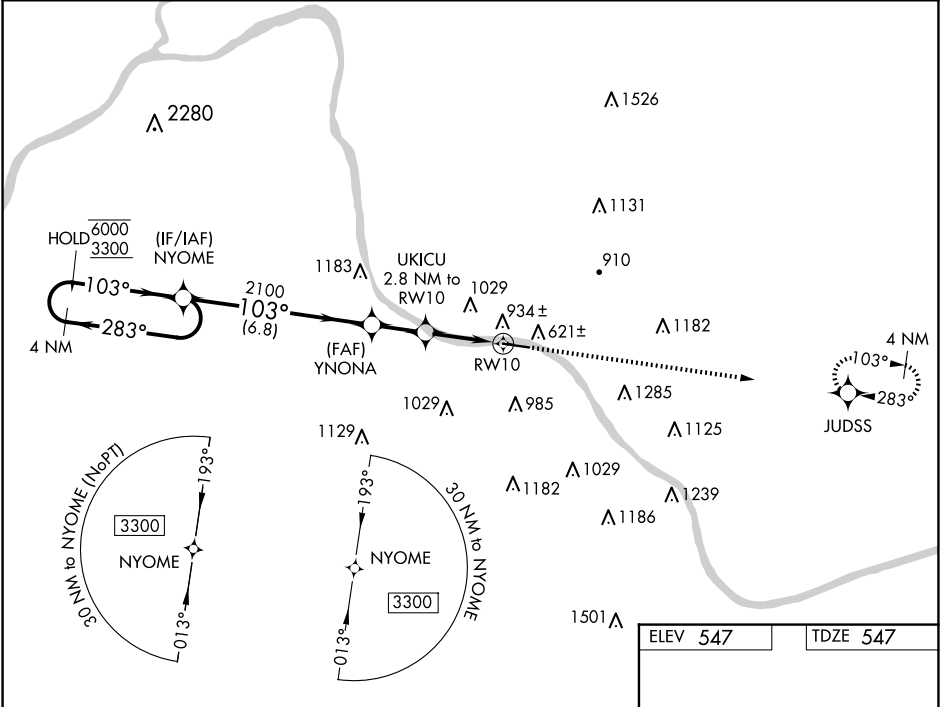 2280
1526
1131
910
HOLD 6000
3300
(IF/IAF)
NYOME
103°
283°
4 NM
2100
103°
(6.8)
1183
UKICU
2.8 NM to
RW10
1029
934±
621±
1182
(FAF)
YNONA
RW10
4 NM
103°
283°
JUDSS
1029
985
1285
1125
1129
1029
1182
1239
1186
1501
30 NM to NYOME (NoPT)
193°
3300
NYOME
013°
193°
30 NM to NYOME
NYOME
3300
013°
ELEV 547
TDZE 547